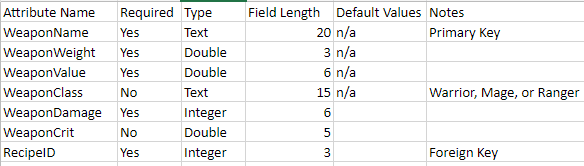 Attribute Name Required Type Field Length Default Values Notes
WeaponName Yes Text 20 n/a Primary Key
WeaponWeight Yes Double 3 n/a
WeaponValue Yes Double 6 n/a
WeaponClass No Text 15 n/a Warrior, Mage, or Ranger
WeaponDamage Yes Integer 6
WeaponCrit No Double 5
RecipeID Yes Integer 3 Foreign Key